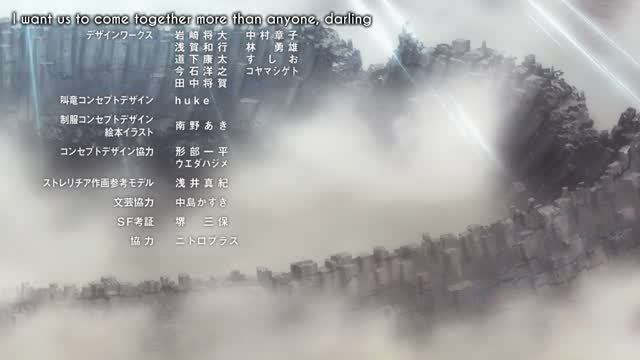 I want us to come together more than anyone, darling
デザインワークス 岩崎将大 中村章子
浅賀和行 林 勇雄
道下康太 すしお
今石洋之 コヤマシゲト
田中将賀
叫竜コンセプトデザイン huke
制服コンセプトデザイン
絵本イラスト 南野あき
コンセプトデザイン協力 形部一平
ウエダハジメ
ストレリチア作画参考モデル 浅井真紀
文芸協力 中島かずき
SF考証 堺 三保
協力 ニトロプラス